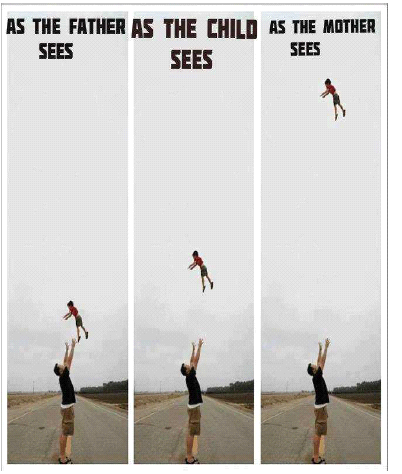 AS THE FATHER
SEES
AS THE CHILD
SEES
AS THE MOTHER
SEES